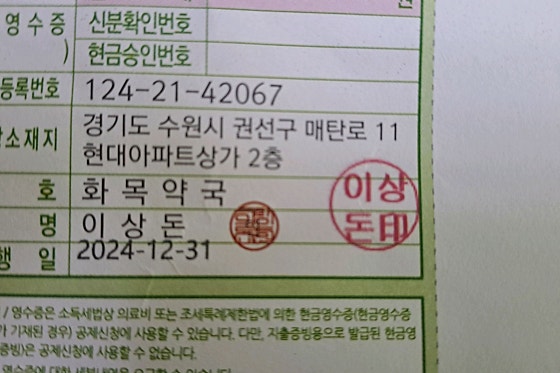 영수증 신분확인번호
) 현금승인번호
등록번호 124-21-42067
소재지 경기도 수원시 권선구 매탄로 11
현대아파트상가 2층
호 화목약국
명 이상돈
이상
돈印
행 일 2024-12-31
/ 영수증은 소득세법상 의료비 또는 조세특례제한법에 의한 현금영수증(현금영수증
가 기재된 경우) 공제신청에 사용할 수 있습니다. 다만, 지출증빙용으로 발급된 현금영
증빙)은 공제신청에 사용할 수 없습니다.